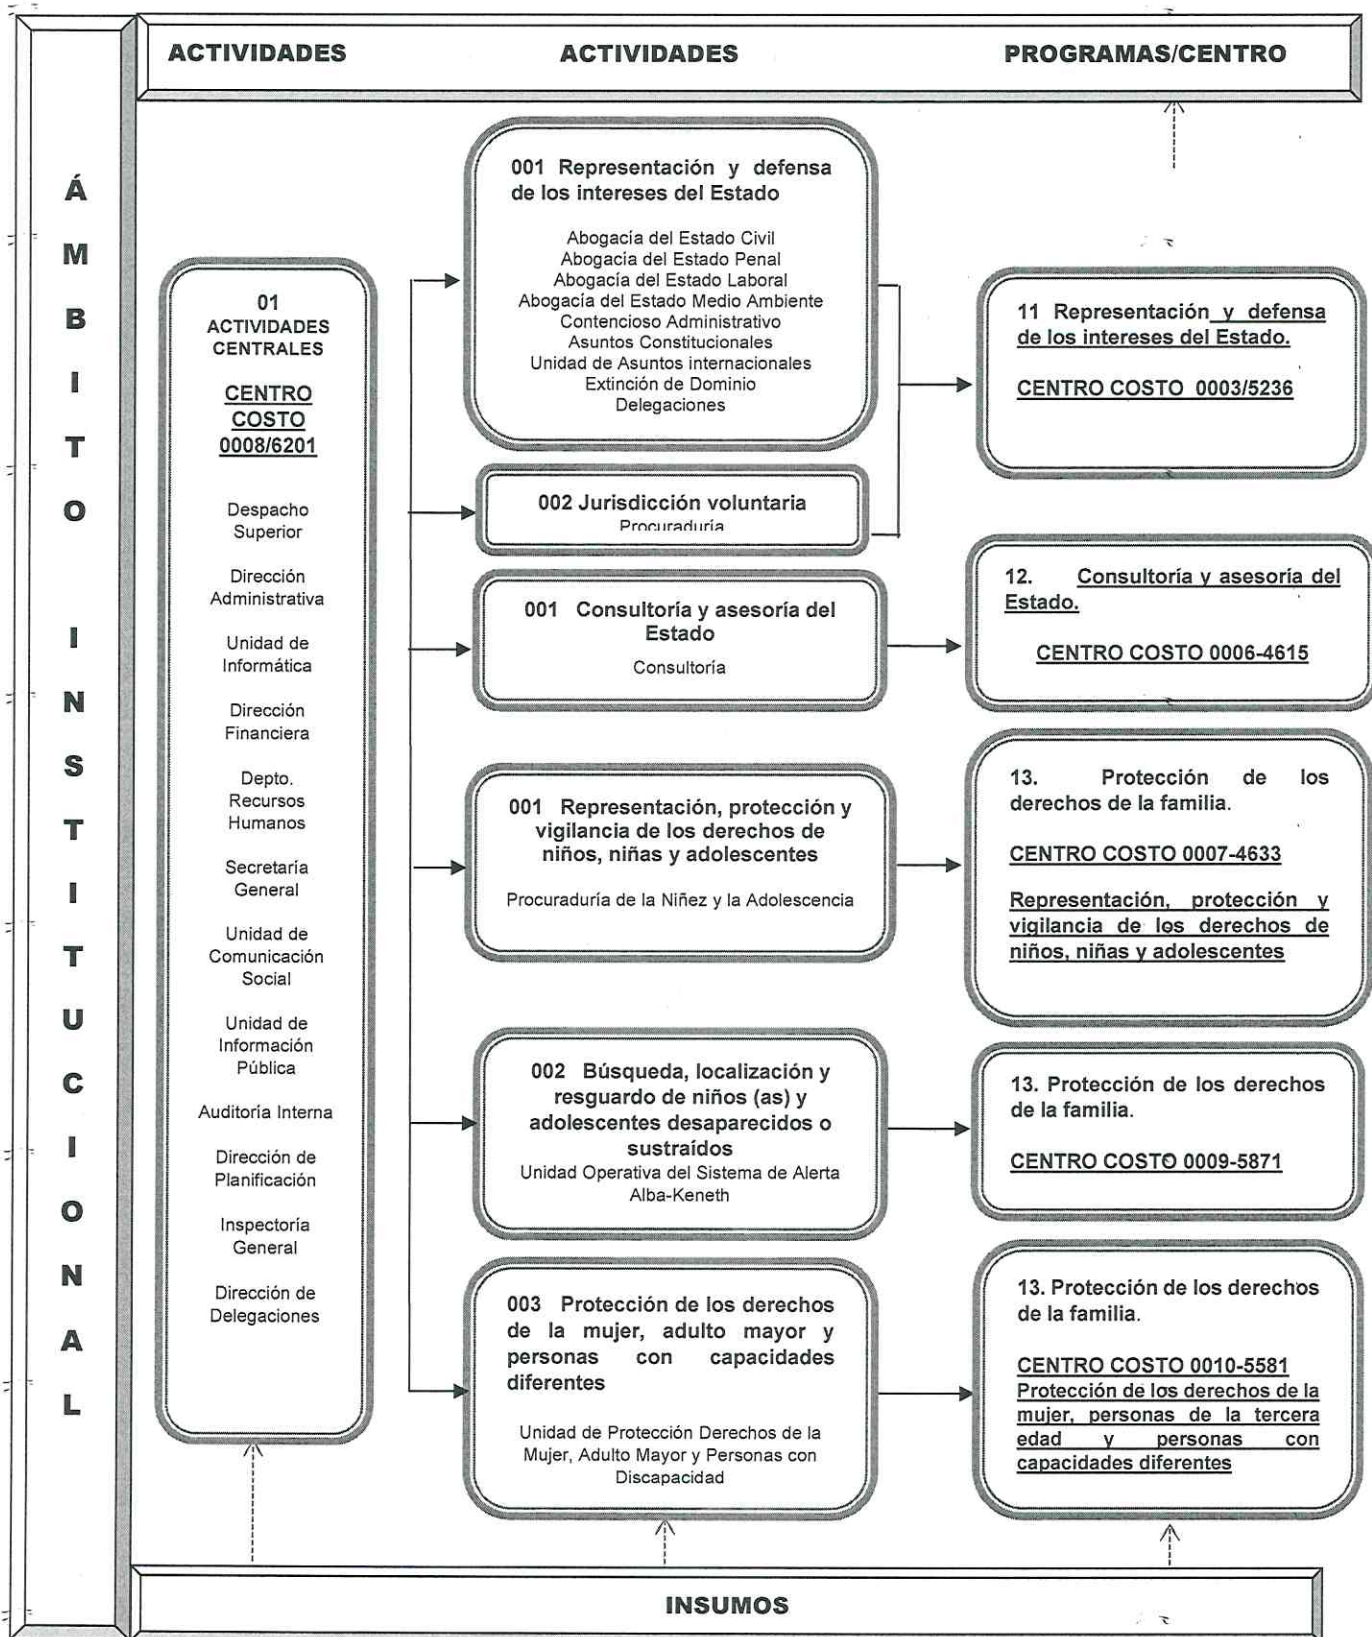 ACTIVIDADES ACTIVIDADES PROGRAMAS/CENTRO
ÁMBITO INSTITUCIONAL
01
ACTIVIDADES
CENTRALES
CENTRO
COSTO
0008/6201
Despacho
Superior
Dirección
Administrativa
Unidad de
Informática
Dirección
Financiera
Depto.
Recursos
Humanos
Secretaría
General
Unidad de
Comunicación
Social
Unidad de
Información
Pública
Auditoría Interna
Dirección de
Planificación
Inspectoría
General
Dirección de
Delegaciones
001 Representación y defensa
de los intereses del Estado
Abogacía del Estado Civil
Abogacía del Estado Penal
Abogacía del Estado Laboral
Abogacía del Estado Medio Ambiente
Contencioso Administrativo
Asuntos Constitucionales
Unidad de Asuntos internacionales
Extinción de Dominio
Delegaciones
002 Jurisdicción voluntaria
Procuraduría
001 Consultoría y asesoría del
Estado
Consultoría
001 Representación, protección y
vigilancia de los derechos de
niños, niñas y adolescentes
Procuraduría de la Niñez y la Adolescencia
002 Búsqueda, localización y
resguardo de niños (as) y
adolescentes desaparecidos o
sustraídos
Unidad Operativa del Sistema de Alerta
Alba-Keneth
003 Protección de los derechos
de la mujer, adulto mayor y
personas con capacidades
diferentes
Unidad de Protección Derechos de la
Mujer, Adulto Mayor y Personas con
Discapacidad
11 Representación y defensa
de los intereses del Estado.
CENTRO COSTO 0003/5236
12. Consultoría y asesoría del
Estado.
CENTRO COSTO 0006-4615
13. Protección de los
derechos de la familia.
CENTRO COSTO 0007-4633
Representación, protección y
vigilancia de los derechos de
niños, niñas y adolescentes
13. Protección de los derechos
de la familia.
CENTRO COSTO 0009-5871
13. Protección de los derechos
de la familia.
CENTRO COSTO 0010-5581
Protección de los derechos de la
mujer, personas de la tercera
edad y personas con
capacidades diferentes
INSUMOS